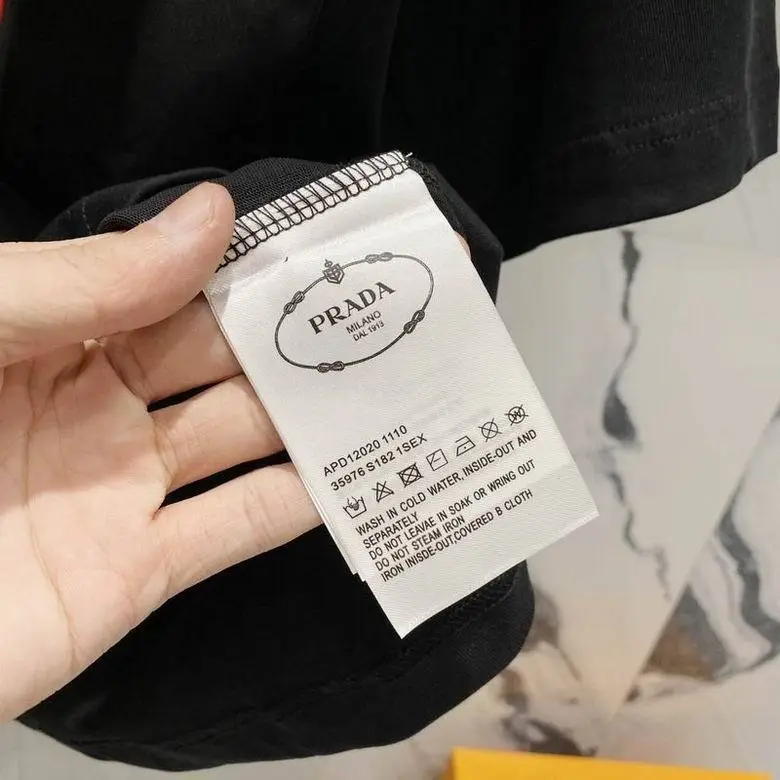 PRADA
MILANO
DAL 1913
APD12020 1110
35976 S182 1SEX
WASH IN COLD WATER, INSIDE-OUT AND
SEPARATELY
DO NOT LEAVAE IN SOAK OR WRING OUT
DO NOT STEAM IRON
IRON INISDE-OUT,COVERED B CLOTH